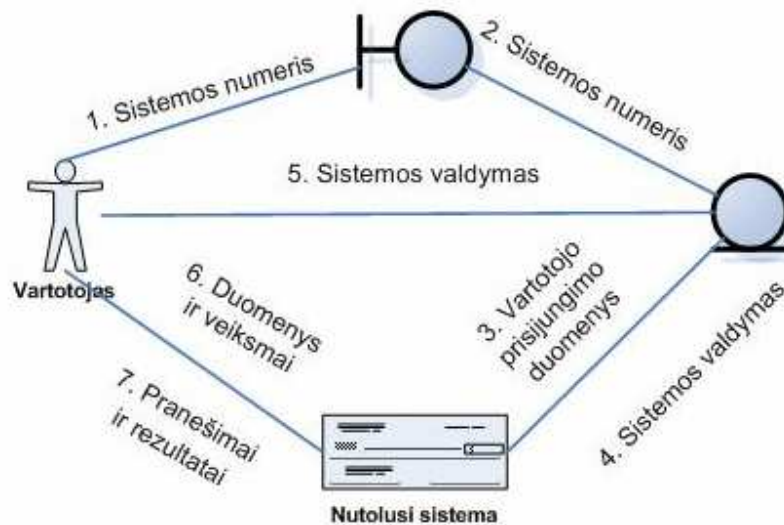 1. Sistemos numeris
2. Sistemos numeris
5. Sistemos valdymas
Vartotojas
6. Duomenys
ir veiksmai
3. Vartotojo
prisijungimo
duomenys
4. Sistemos valdymas
7. Pranešimai
ir rezultatai
Nutolusi sistema